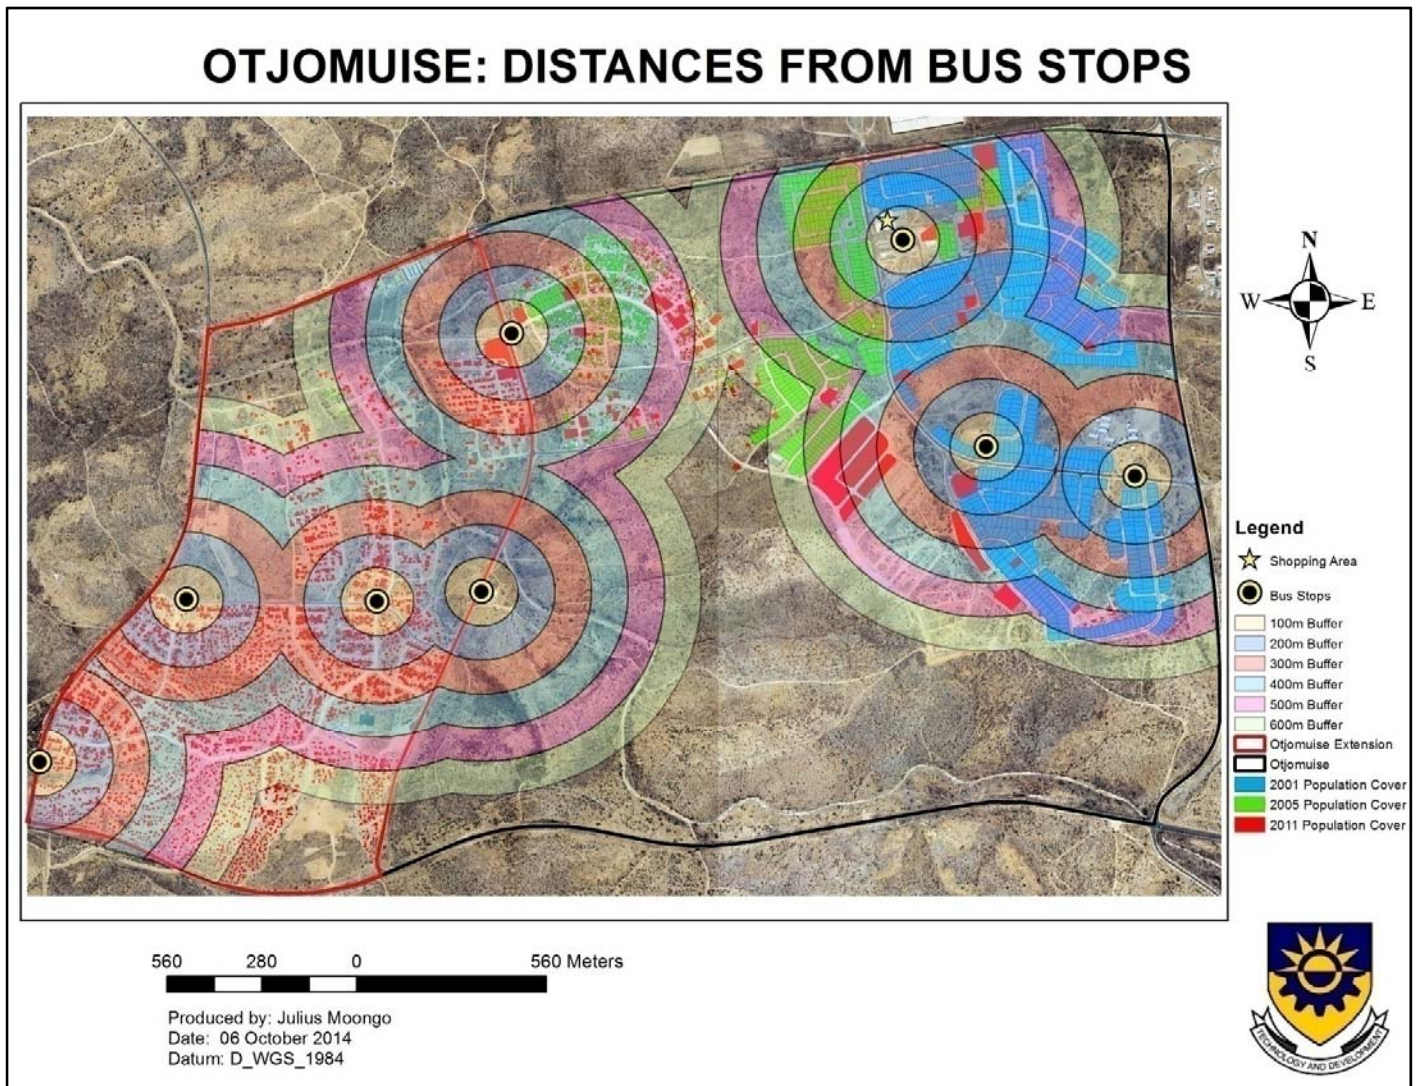 OTJOMUISE: DISTANCES FROM BUS STOPS
N
W E
S
Legend
Shopping Area
Bus Stops
100m Buffer
200m Buffer
300m Buffer
400m Buffer
500m Buffer
600m Buffer
Otjomuise Extension
Otjomuise
2001 Population Cover
2005 Population Cover
2011 Population Cover
560 280 0 560 Meters
Produced by: Julius Moongo
Date: 06 October 2014
Datum: D_WGS_1984
TECHNOLOGY AND DEVELOPMENT